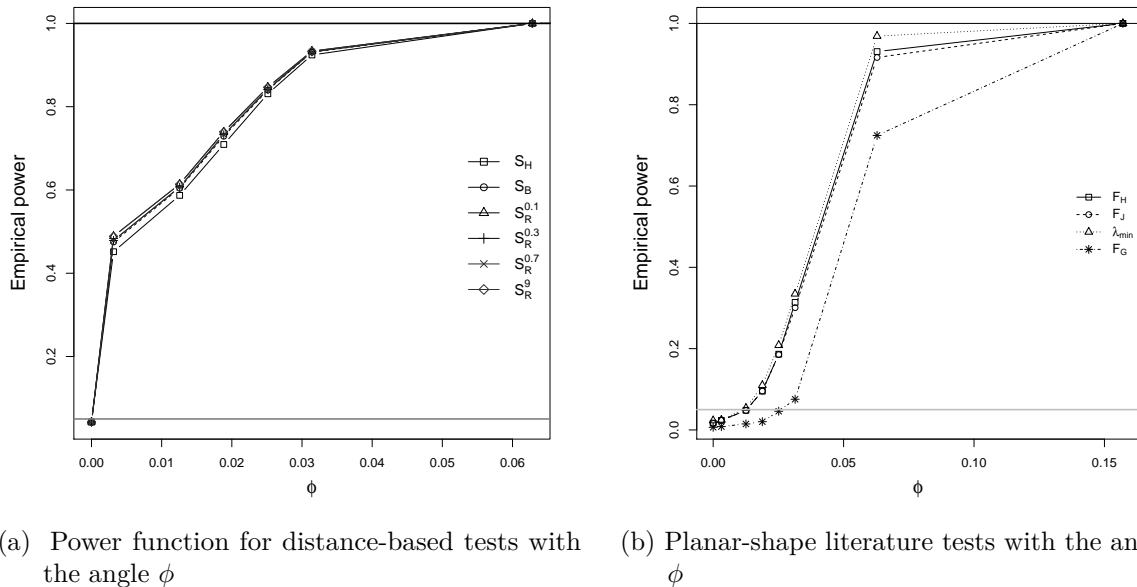 1.0
0.8
0.6
0.4
0.2
Empirical power
S_H
S_B
S_R^0.1
S_R^0.3
S_R^0.7
S_R^9
0.00 0.01 0.02 0.03 0.04 0.05 0.06
ϕ
1.0
0.8
0.6
0.4
0.2
0.0
Empirical power
F_H
F_J
λ_min
F_G
0.00 0.05 0.10 0.15
ϕ
(a) Power function for distance-based tests with
the angle ϕ
(b) Planar-shape literature tests with the an
ϕ